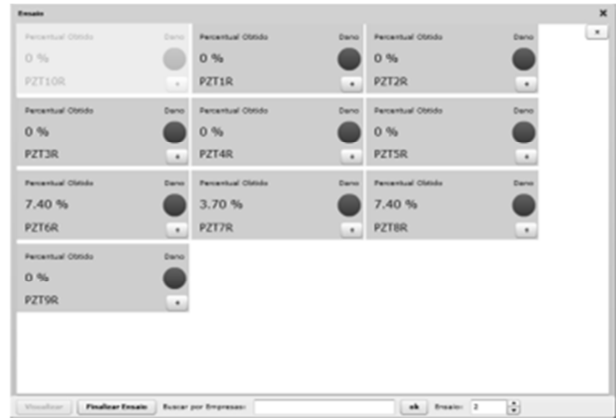 Ensaio
Percentual Obtido Dano
0 %
PZT10R +
Percentual Obtido Dano
0 %
PZT1R +
Percentual Obtido Dano
0 %
PZT2R +
Percentual Obtido Dano
0 %
PZT3R +
Percentual Obtido Dano
0 %
PZT4R +
Percentual Obtido Dano
0 %
PZT5R +
Percentual Obtido Dano
7.40 %
PZT6R +
Percentual Obtido Dano
3.70 %
PZT7R +
Percentual Obtido Dano
7.40 %
PZT8R +
Percentual Obtido Dano
0 %
PZT9R +
Visualizar Finalizar Ensaio Buscar por Empresas: ok Ensaio: 2